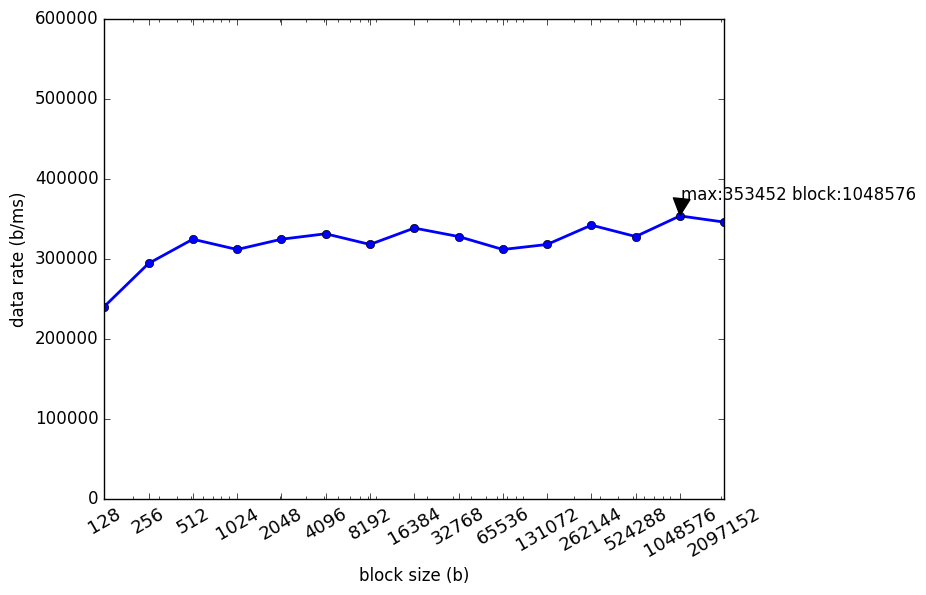 600000
500000
400000
max:353452 block:1048576
300000
200000
100000
0
data rate (b/ms)
128 256 512 1024 2048 4096 8192 16384 32768 65536 131072 262144 524288 1048576 2097152
block size (b)